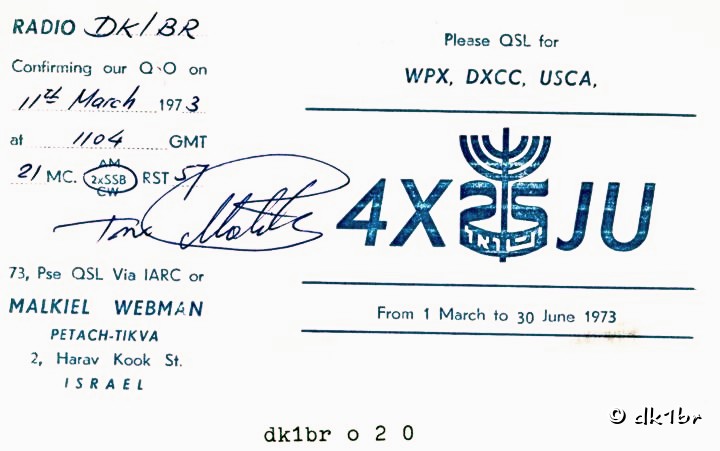 RADIO DK1BR
Confirming our QSO on
11th March 1973
at 1104 GMT
AM
21 MC. 2xSSB RST 57
CW
73, Pse QSL Via IARC or
MALKIEL WEBMAN
PETACH-TIKVA
2, Harav Kook St.
ISRAEL
Please QSL for
WPX, DXCC, USCA,
4X25JU
ישראל
From 1 March to 30 June 1973
dk1br o 2 0
© dk1br